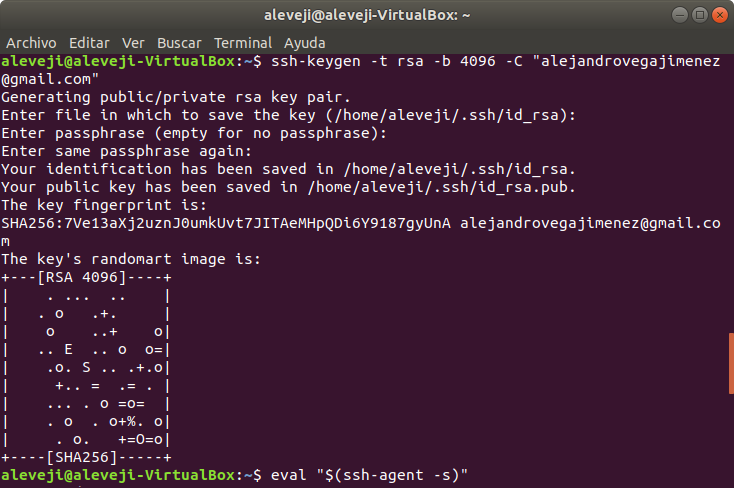 aleveji@aleveji-VirtualBox: ~
Archivo Editar Ver Buscar Terminal Ayuda
aleveji@aleveji-VirtualBox:~$ ssh-keygen -t rsa -b 4096 -C "alejandrovegajimenez
@gmail.com"
Generating public/private rsa key pair.
Enter file in which to save the key (/home/aleveji/.ssh/id_rsa):
Enter passphrase (empty for no passphrase):
Enter same passphrase again:
Your identification has been saved in /home/aleveji/.ssh/id_rsa.
Your public key has been saved in /home/aleveji/.ssh/id_rsa.pub.
The key fingerprint is:
SHA256:7Ve13aXj2uznJ0umkUvt7JITAeMHpQDi6Y9187gyUnA alejandrovegajimenez@gmail.co
m
The key's randomart image is:
+---[RSA 4096]----+
|    . ...  ..    |
|   . o   .+.     |
|    o    ..+    o|
|   .. E  .. o  o=|
|    .o. S .. .+.o|
|     +.. =  .= . |
|    ... . o =o=  |
|    . o  . o+%. o|
|     . o.   +=O=o|
+----[SHA256]-----+
aleveji@aleveji-VirtualBox:~$ eval "$(ssh-agent -s)"